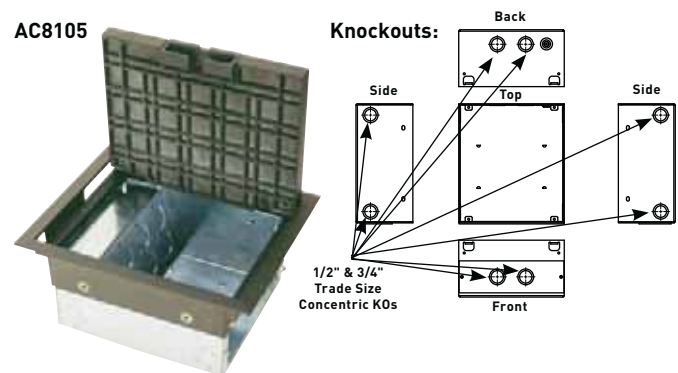 AC8105
Knockouts:
Back
Side
Top
Side
1/2" & 3/4"
Trade Size
Concentric KOs
Front